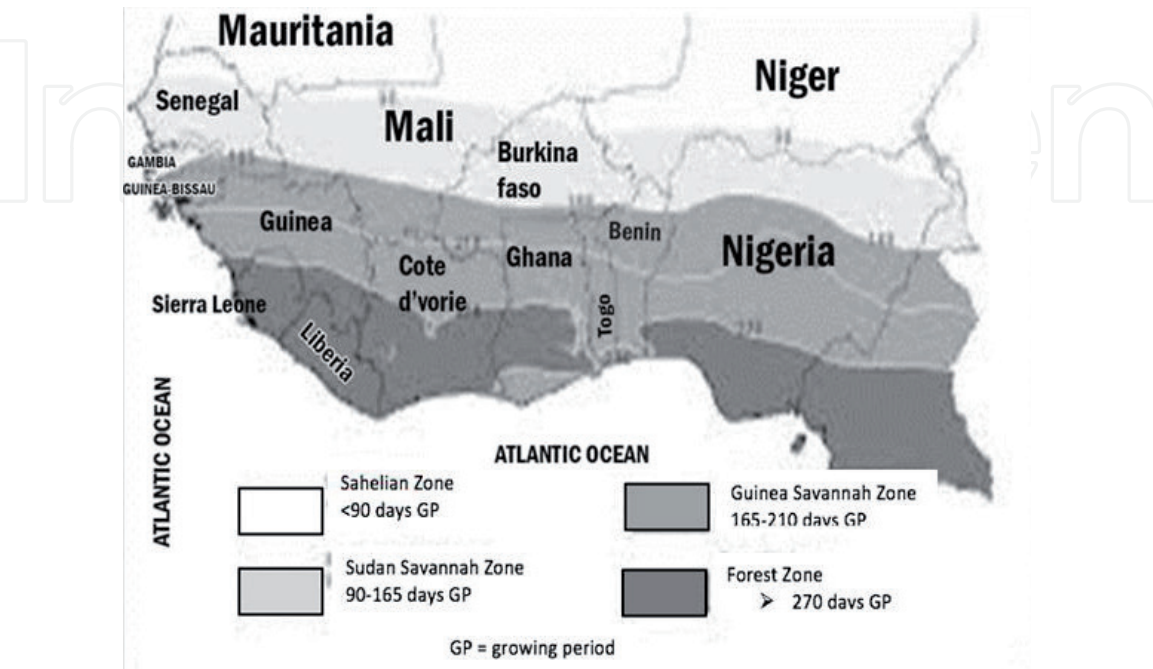 Mauritania
Niger
Senegal
Mali
Burkina
faso
GAMBIA
GUINEA-BISSAU
Guinea
Benin
Nigeria
Ghana
Cote
d'vorie
Togo
Sierra Leone
Liberia
ATLANTIC OCEAN
ATLANTIC OCEAN
Sahelian Zone
<90 days GP
Guinea Savannah Zone
165-210 days GP
Sudan Savannah Zone
90-165 days GP
Forest Zone
➢ 270 days GP
GP = growing period